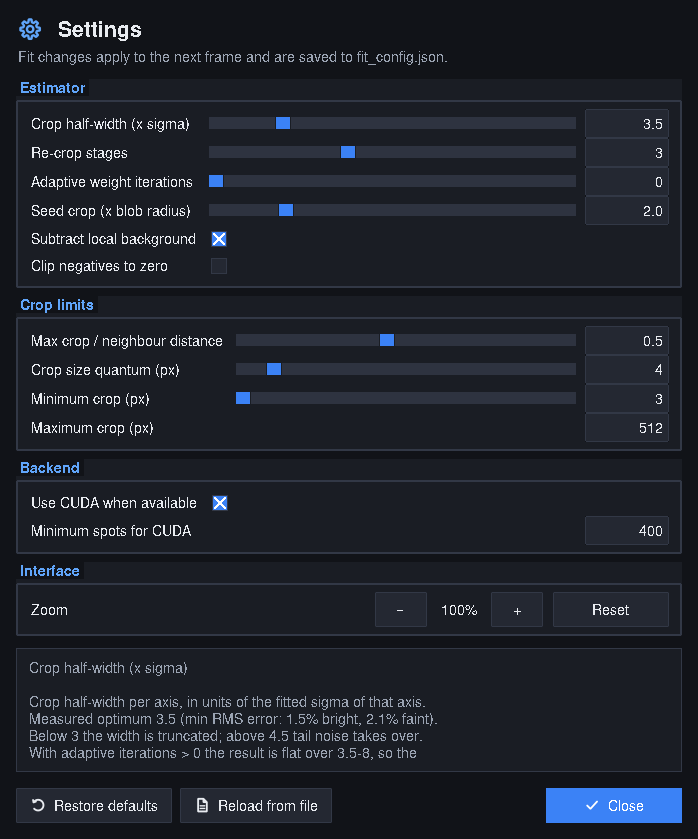 Settings
Fit changes apply to the next frame and are saved to fit_config.json.
Estimator
Crop half-width (x sigma) 3.5
Re-crop stages 3
Adaptive weight iterations 0
Seed crop (x blob radius) 2.0
Subtract local background
Clip negatives to zero
Crop limits
Max crop / neighbour distance 0.5
Crop size quantum (px) 4
Minimum crop (px) 3
Maximum crop (px) 512
Backend
Use CUDA when available
Minimum spots for CUDA 400
Interface
Zoom - 100% + Reset
Crop half-width (x sigma)
Crop half-width per axis, in units of the fitted sigma of that axis.
Measured optimum 3.5 (min RMS error: 1.5% bright, 2.1% faint).
Below 3 the width is truncated; above 4.5 tail noise takes over.
With adaptive iterations > 0 the result is flat over 3.5-8, so the
Restore defaults Reload from file Close